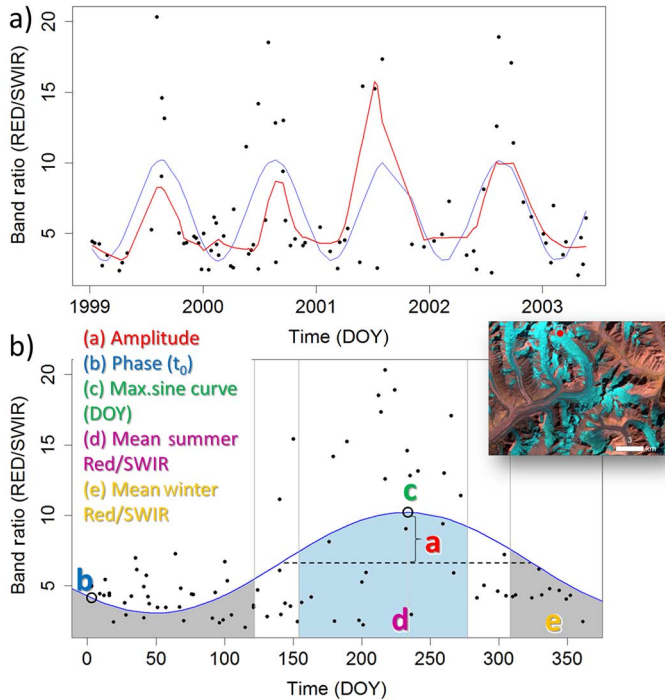 a)
20
15
10
5
Band ratio (RED/SWIR)
1999 2000 2001 2002 2003
Time (DOY)
b)
(a) Amplitude
(b) Phase (t0)
(c) Max.sine curve
(DOY)
(d) Mean summer
Red/SWIR
(e) Mean winter
Red/SWIR
3
km
20
15
10
5
Band ratio (RED/SWIR)
c
a
b
d
e
0 50 100 150 200 250 300 350
Time (DOY)